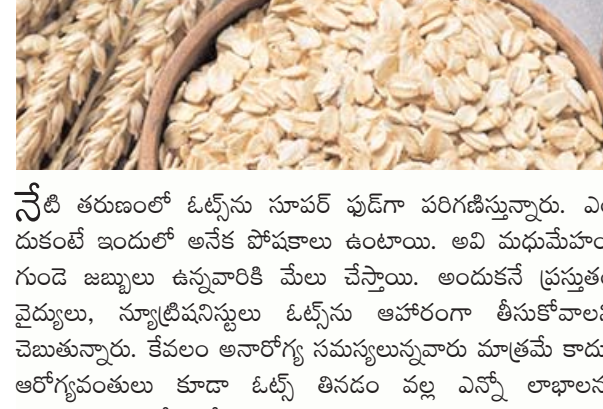 నేటి తరుణంలో ఓట్స్‌ను సూపర్ ఫుడ్‌గా పరిగణిస్తున్నారు. ఎం
దుకంటే ఇందులో అనేక పోషకాలు ఉంటాయి. అవి మధుమేహం
గుండె జబ్బులు ఉన్నవారికి మేలు చేస్తాయి. అందుకనే ప్రస్తుతం
వైద్యులు, న్యూట్రిషనిస్టులు ఓట్స్‌ను ఆహారంగా తీసుకోవాలని
చెబుతున్నారు. కేవలం అనారోగ్య సమస్యలున్నవారు మాత్రమే కాదు
ఆరోగ్యవంతులు కూడా ఓట్స్ తినడం వల్ల ఎన్నో